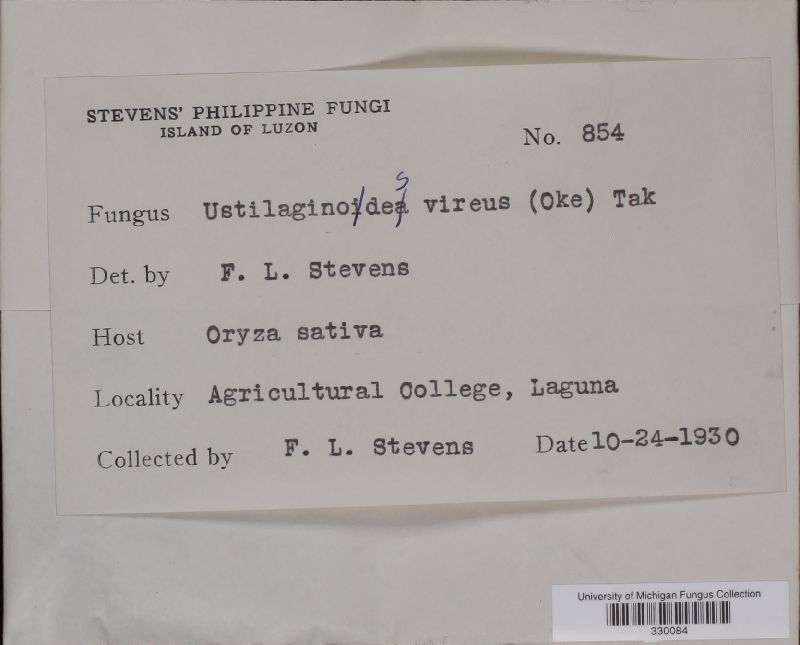 STEVENS' PHILIPPINE FUNGI
ISLAND OF LUZON
No. 854
Fungus Ustilaginoides vireus (Oke) Tak
Det. by F. L. Stevens
Host Oryza sativa
Locality Agricultural College, Laguna
Collected by F. L. Stevens Date 10-24-1930
University of Michigan Fungus Collection
330084